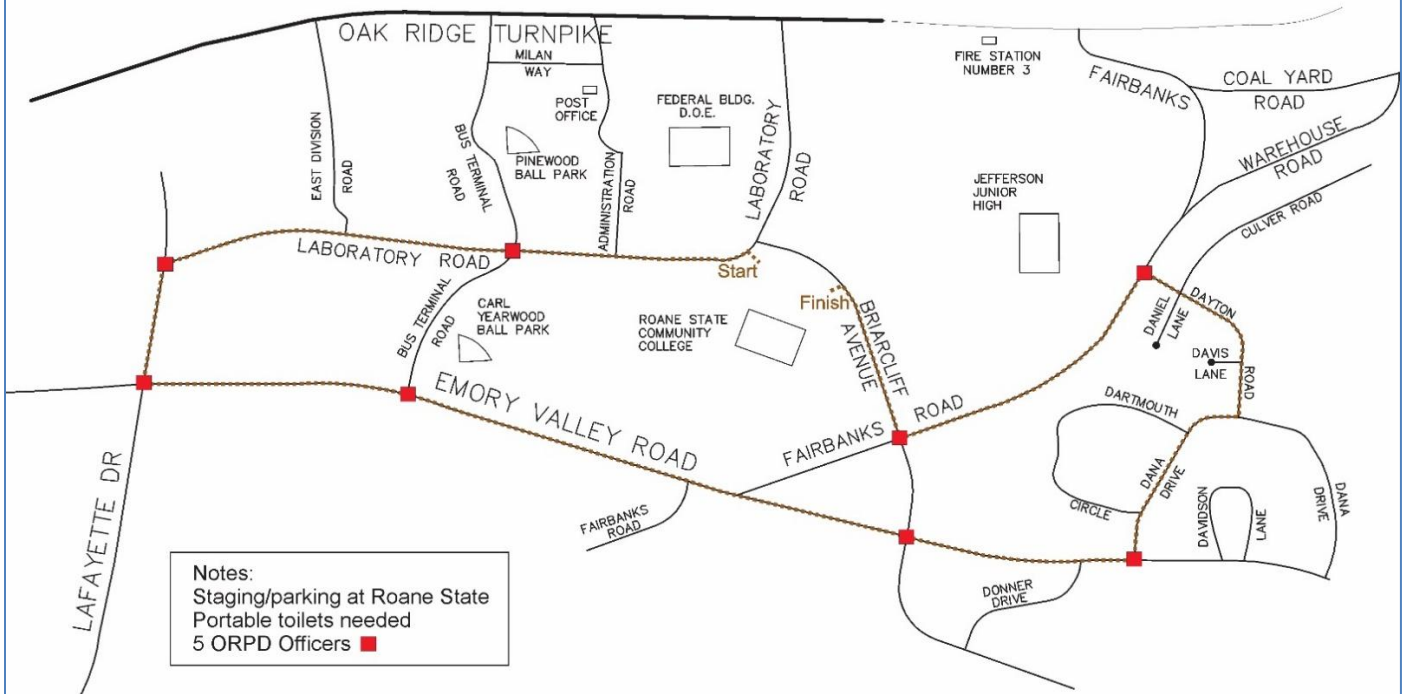 OAK RIDGE TURNPIKE
MILAN
WAY
FIRE STATION
NUMBER 3
FAIRBANKS
COAL YARD
ROAD
POST
OFFICE
FEDERAL BLDG.
D.O.E.
LABORATORY
ROAD
EAST DIVISION
ROAD
BUS TERMINAL
ROAD
PINEWOOD
BALL PARK
ADMINISTRATION
ROAD
WAREHOUSE
ROAD
JEFFERSON
JUNIOR
HIGH
CULVER ROAD
LABORATORY ROAD
Start
Finish
BUS TERMINAL
ROAD
CARL
YEARWOOD
BALL PARK
ROANE STATE
COMMUNITY
COLLEGE
BRIARCLIFF
AVENUE
DANIEL
LANE
DAYTON
ROAD
DAVIS
LANE
EMORY VALLEY ROAD
FAIRBANKS ROAD
DARTMOUTH
CIRCLE
DANA
DRIVE
DAVIDSON
LANE
DANA
DRIVE
FAIRBANKS
ROAD
DONNER
DRIVE
LAFAYETTE DR
Notes:
Staging/parking at Roane State
Portable toilets needed
5 ORPD Officers